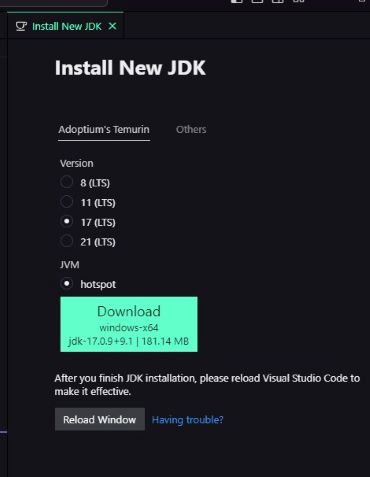 Install New JDK
Install New JDK
Adoptium's Temurin Others
Version
8 (LTS)
11 (LTS)
17 (LTS)
21 (LTS)
JVM
hotspot
Download
windows-x64
jdk-17.0.9+9.1 | 181.14 MB
After you finish JDK installation, please reload Visual Studio Code to
make it effective.
Reload Window Having trouble?